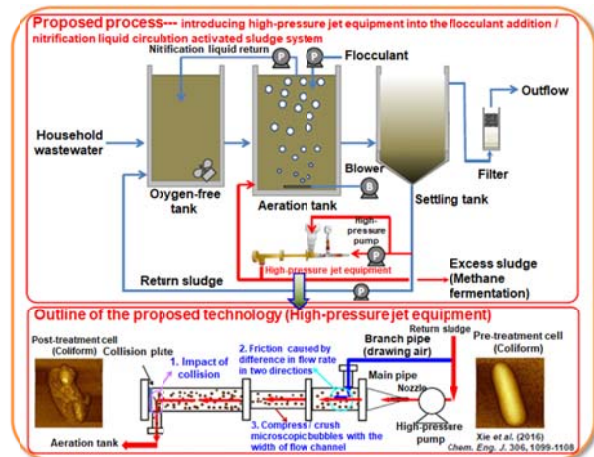 Proposed process--- introducing high-pressure jet equipment into the flocculant addition /
nitrification liquid circulation activated sludge system
Nitrification liquid return
P
P
Flocculant
Outflow
Household
wastewater
Blower
B
Filter
Oxygen-free
tank
Aeration tank
Settling tank
High-
pressure
pump
P
High-pressure jet equipment
Return sludge
P
Excess sludge
(Methane
fermentation)
Outline of the proposed technology (High-pressure jet equipment)
Post-treatment cell
(Coliform)
Collision plate
1. Impact of
collision
2. Friction caused by
difference in flow rate
in two directions
Branch pipe
(drawing air)
Return sludge
Pre-treatment cell
(Coliform)
Main pipe
Nozzle
3. Compress / crush
microscopic bubbles with the
width of flow channel
High-pressure
pump
Aeration tank
Xie et al. (2016)
Chem. Eng. J. 306, 1099-1108